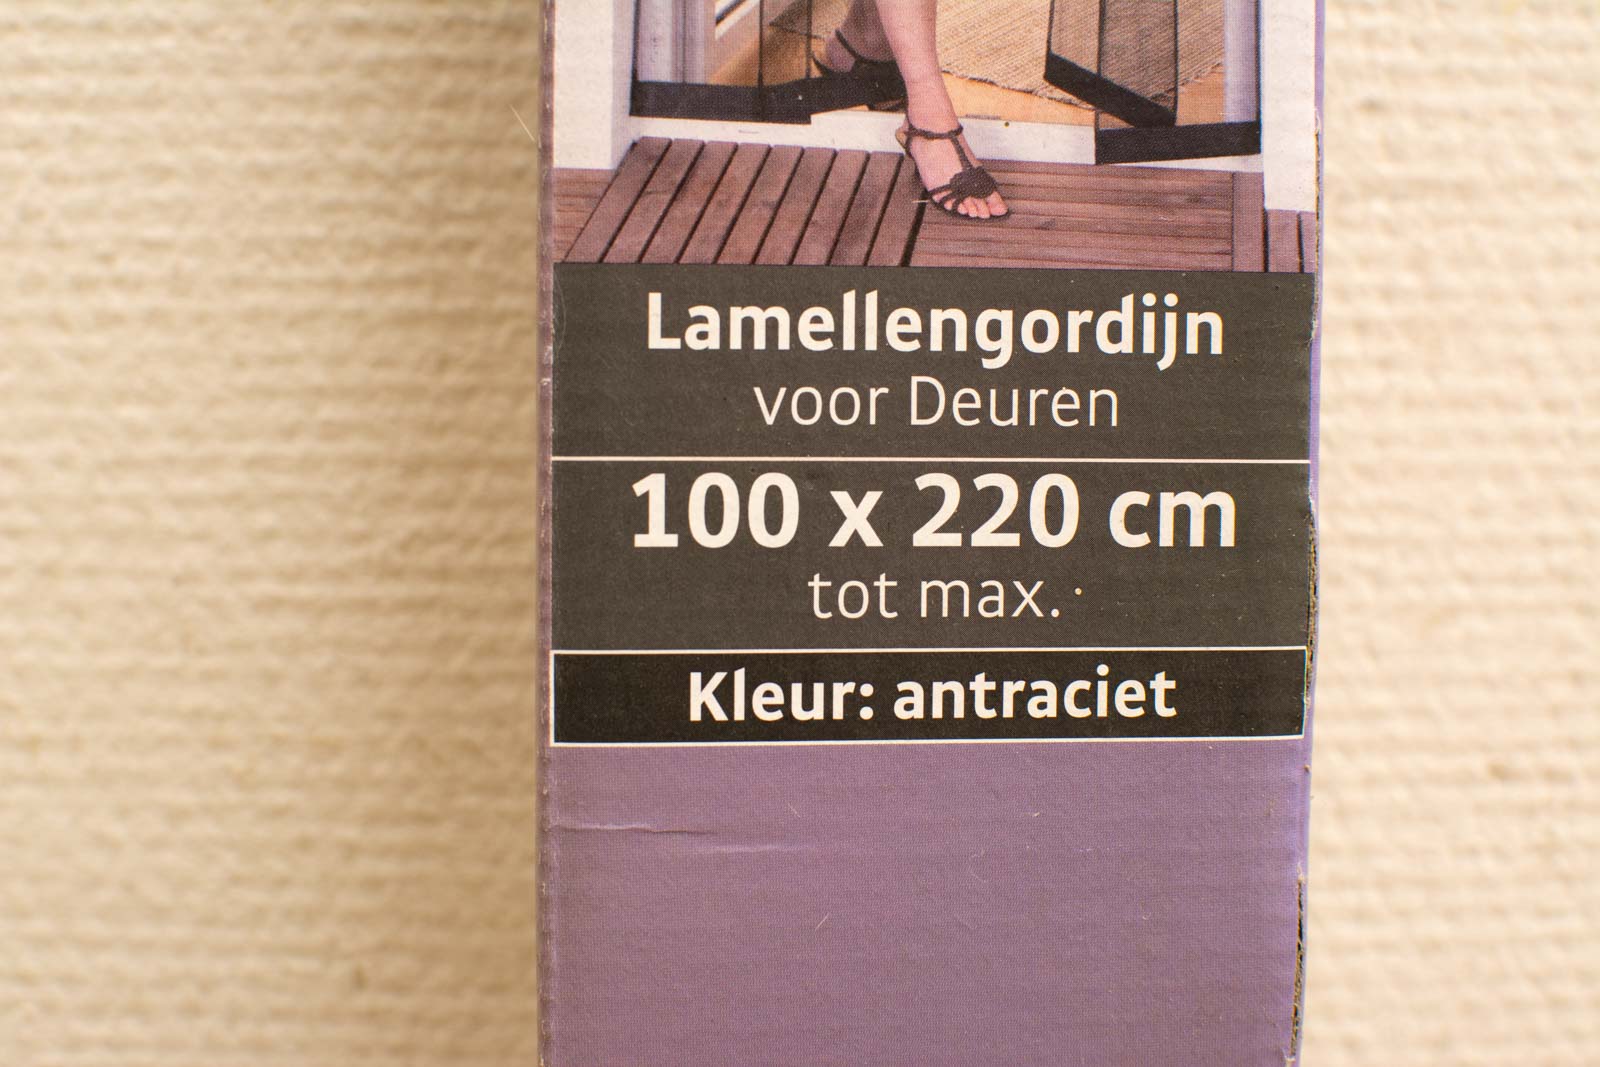 Lamellengordijn
voor Deuren
100 x 220 cm
tot max.
Kleur: antraciet